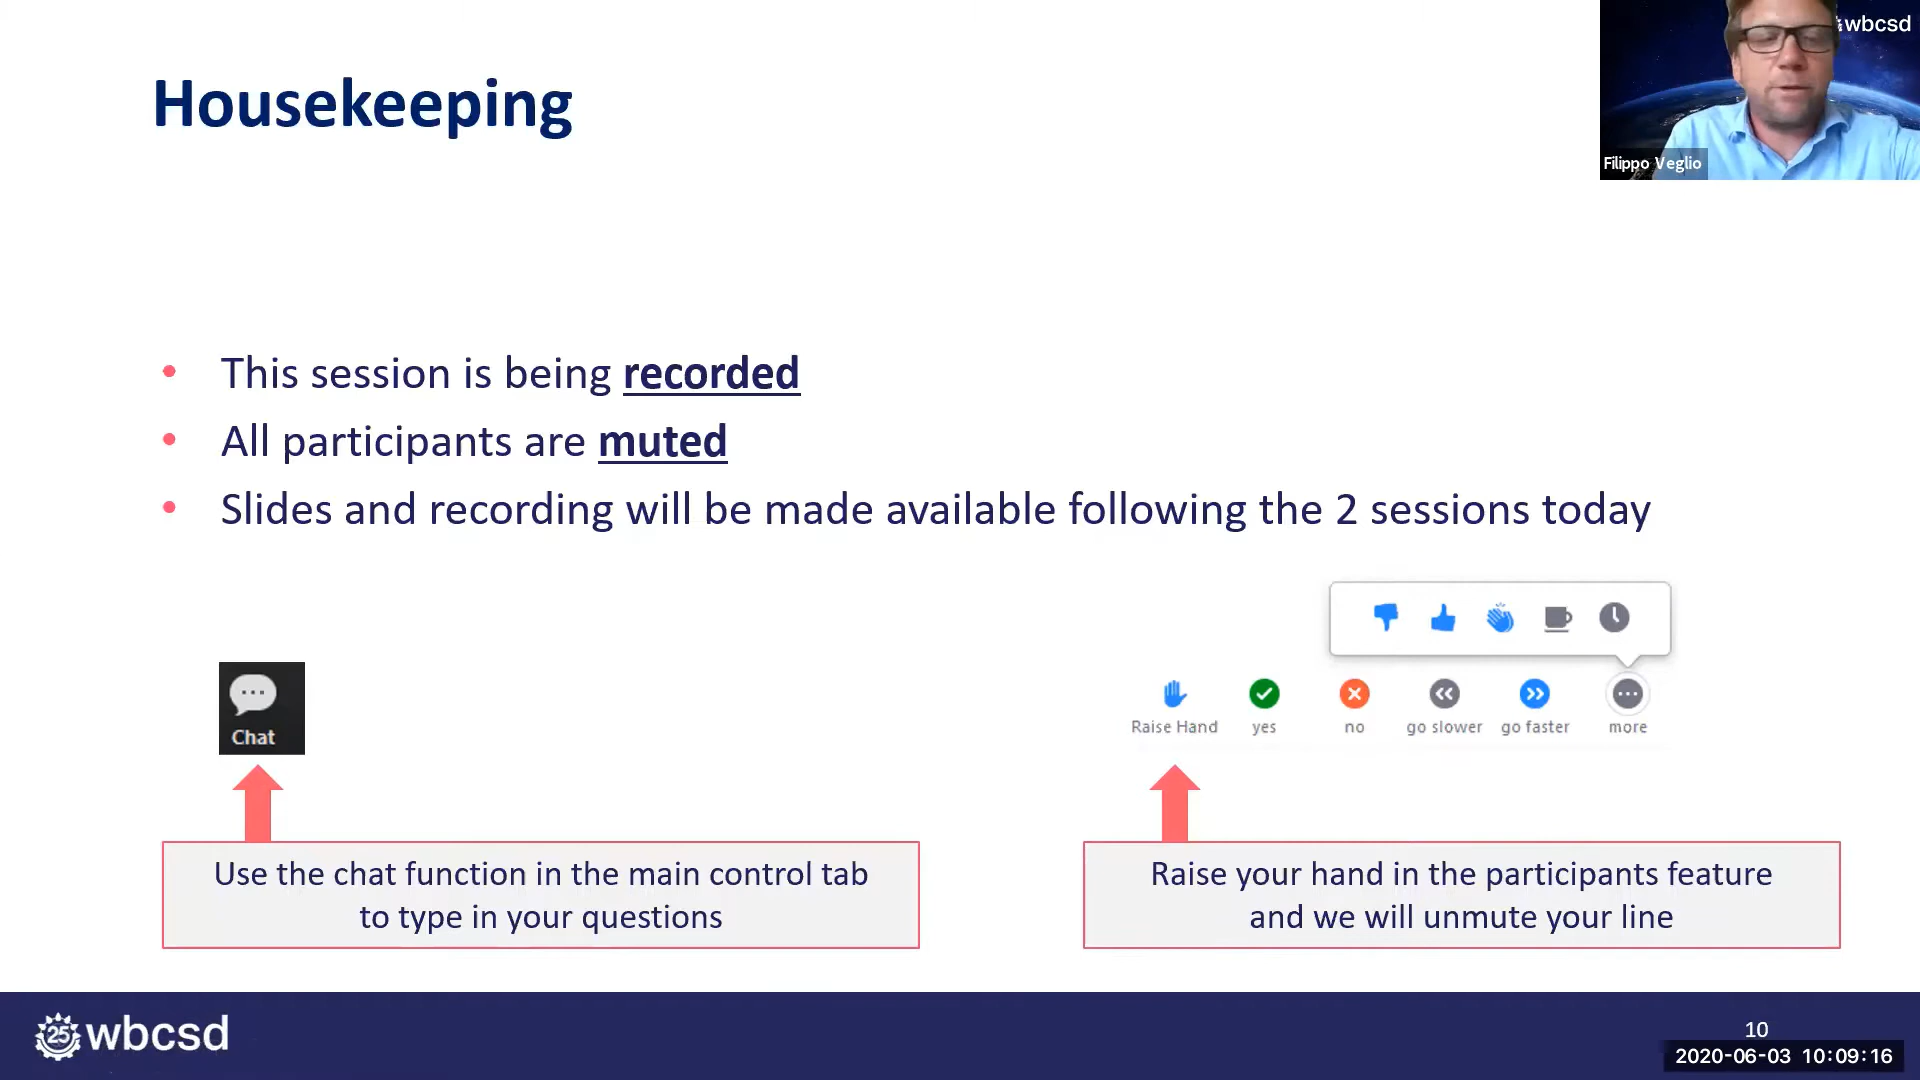 Housekeeping
wbcsd
Filippo Veglio
• This session is being recorded
• All participants are muted
• Slides and recording will be made available following the 2 sessions today
Chat
Raise Hand yes no go slower go faster more
Use the chat function in the main control tab
to type in your questions
Raise your hand in the participants feature
and we will unmute your line
25 wbcsd
10
2020-06-03 10:09:16